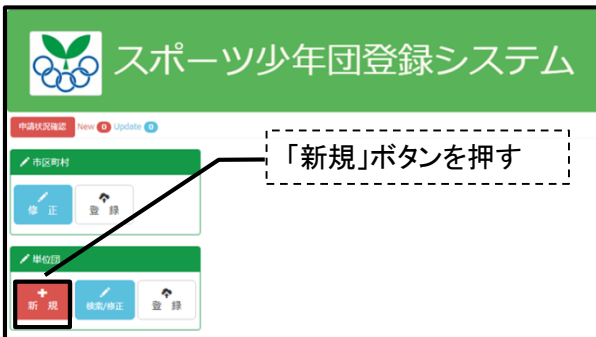 スポーツ少年団登録システム
申請状況確認 New 0 Update 0
「新規」ボタンを押す
市区町村
修 正 登 録
単位団
新 規 検索/修正 登 録